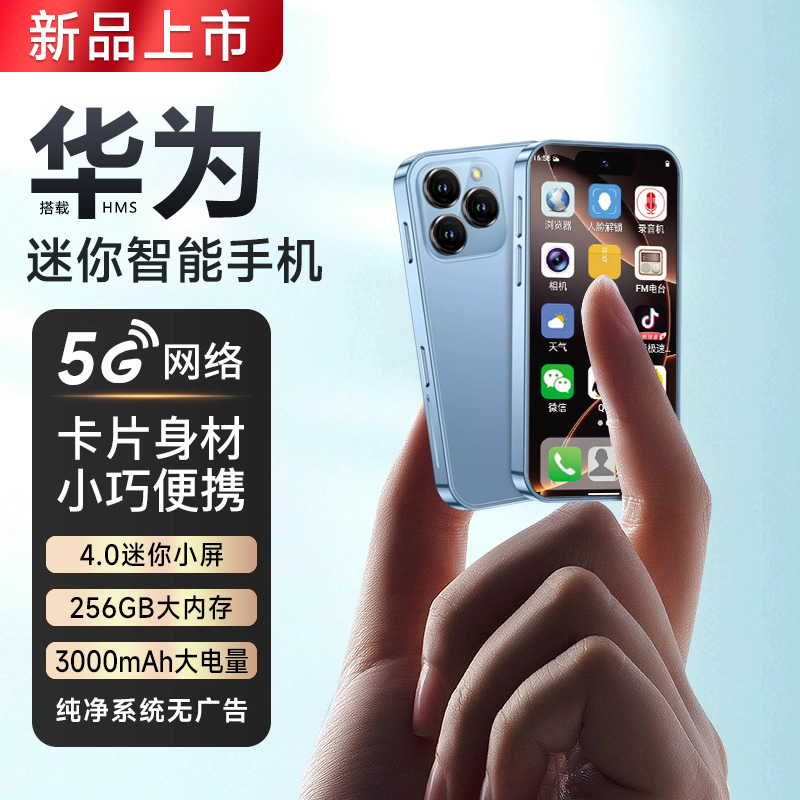 新品上市
华为
搭载 HMS
迷你智能手机
5G网络
卡片身材
小巧便携
4.0迷你小屏
256GB大内存
3000mAh大电量
纯净系统无广告
16:58
浏览器 人脸解锁 录音机
相机 FM电台
天气
微信